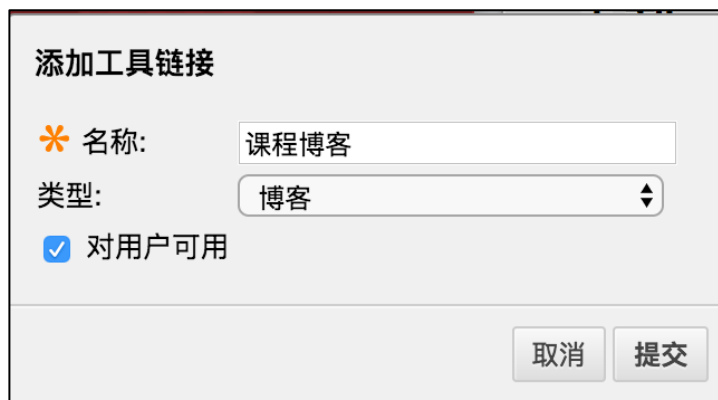 添加工具链接
* 名称: 课程博客
类型: 博客
对用户可用
取消 提交